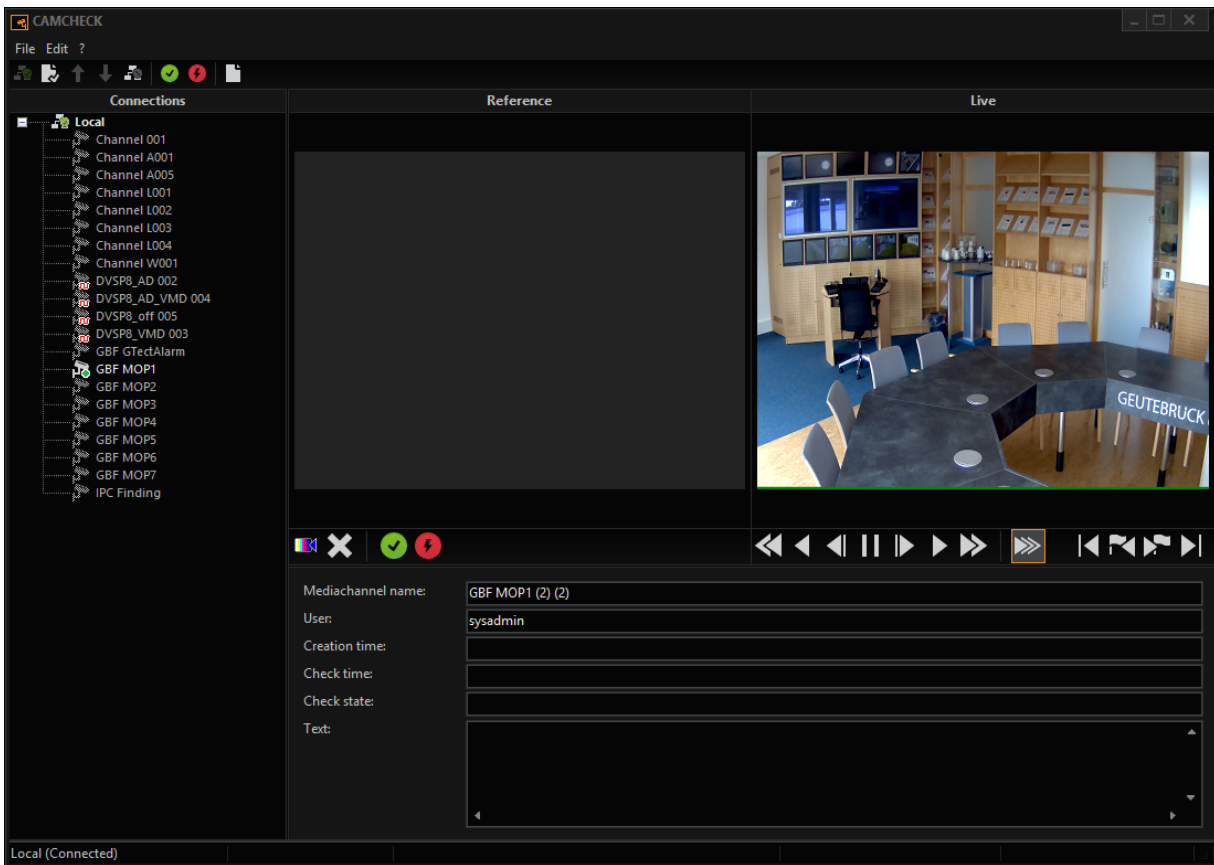 CAMCHECK
File Edit ?
Connections
Reference
Live
Local
Channel 001
Channel A001
Channel A005
Channel L001
Channel L002
Channel L003
Channel L004
Channel W001
DVSP8_AD 002
DVSP8_AD_VMD 004
DVSP8_off 005
DVSP8_VMD 003
GBF GTectAlarm
GBF MOP1
GBF MOP2
GBF MOP3
GBF MOP4
GBF MOP5
GBF MOP6
GBF MOP7
IPC Finding
GEUTEBRUCK
Mediachannel name: GBF MOP1 (2) (2)
User: sysadmin
Creation time:
Check time:
Check state:
Text:
Local (Connected)